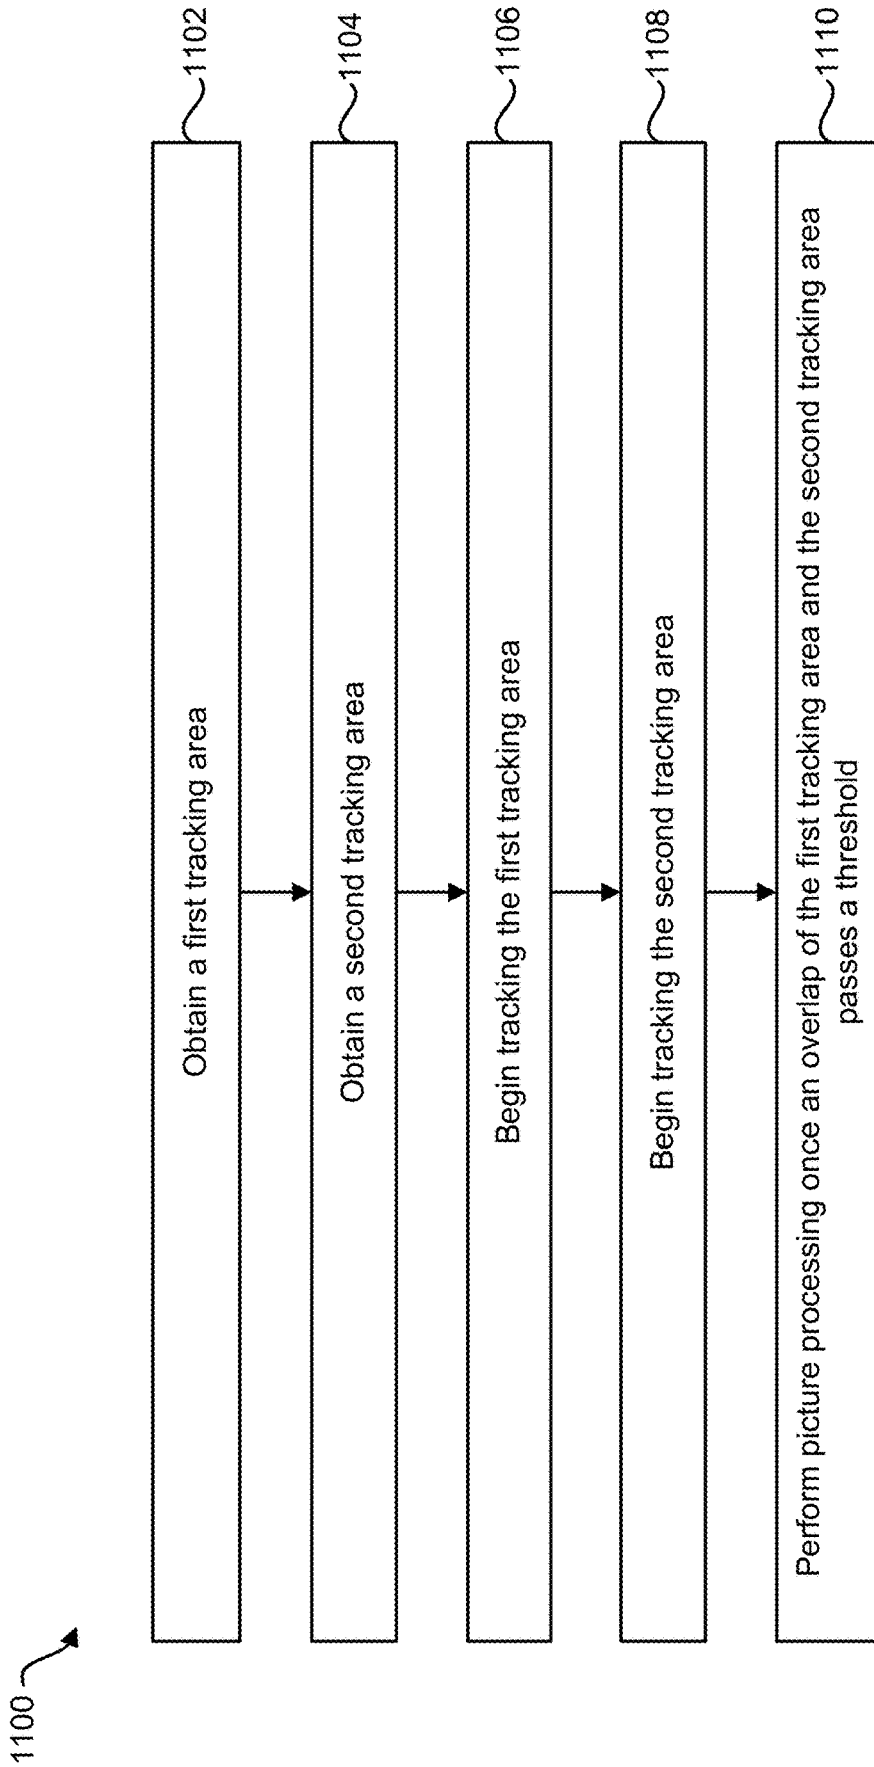 1100
Obtain a first tracking area
1102
Obtain a second tracking area
1104
Begin tracking the first tracking area
1106
Begin tracking the second tracking area
1108
Perform picture processing once an overlap of the first tracking area and the second tracking area
passes a threshold
1110